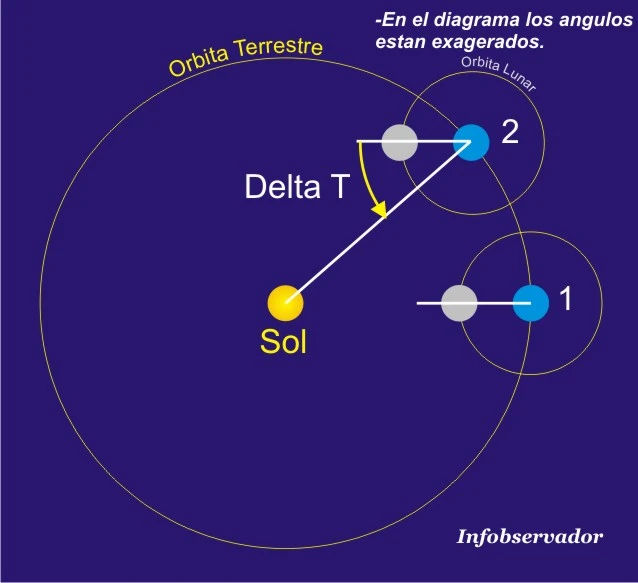 -En el diagrama los angulos
estan exagerados.
Orbita Terrestre
Orbita Lunar
2
Delta T
1
Sol
Infobservador